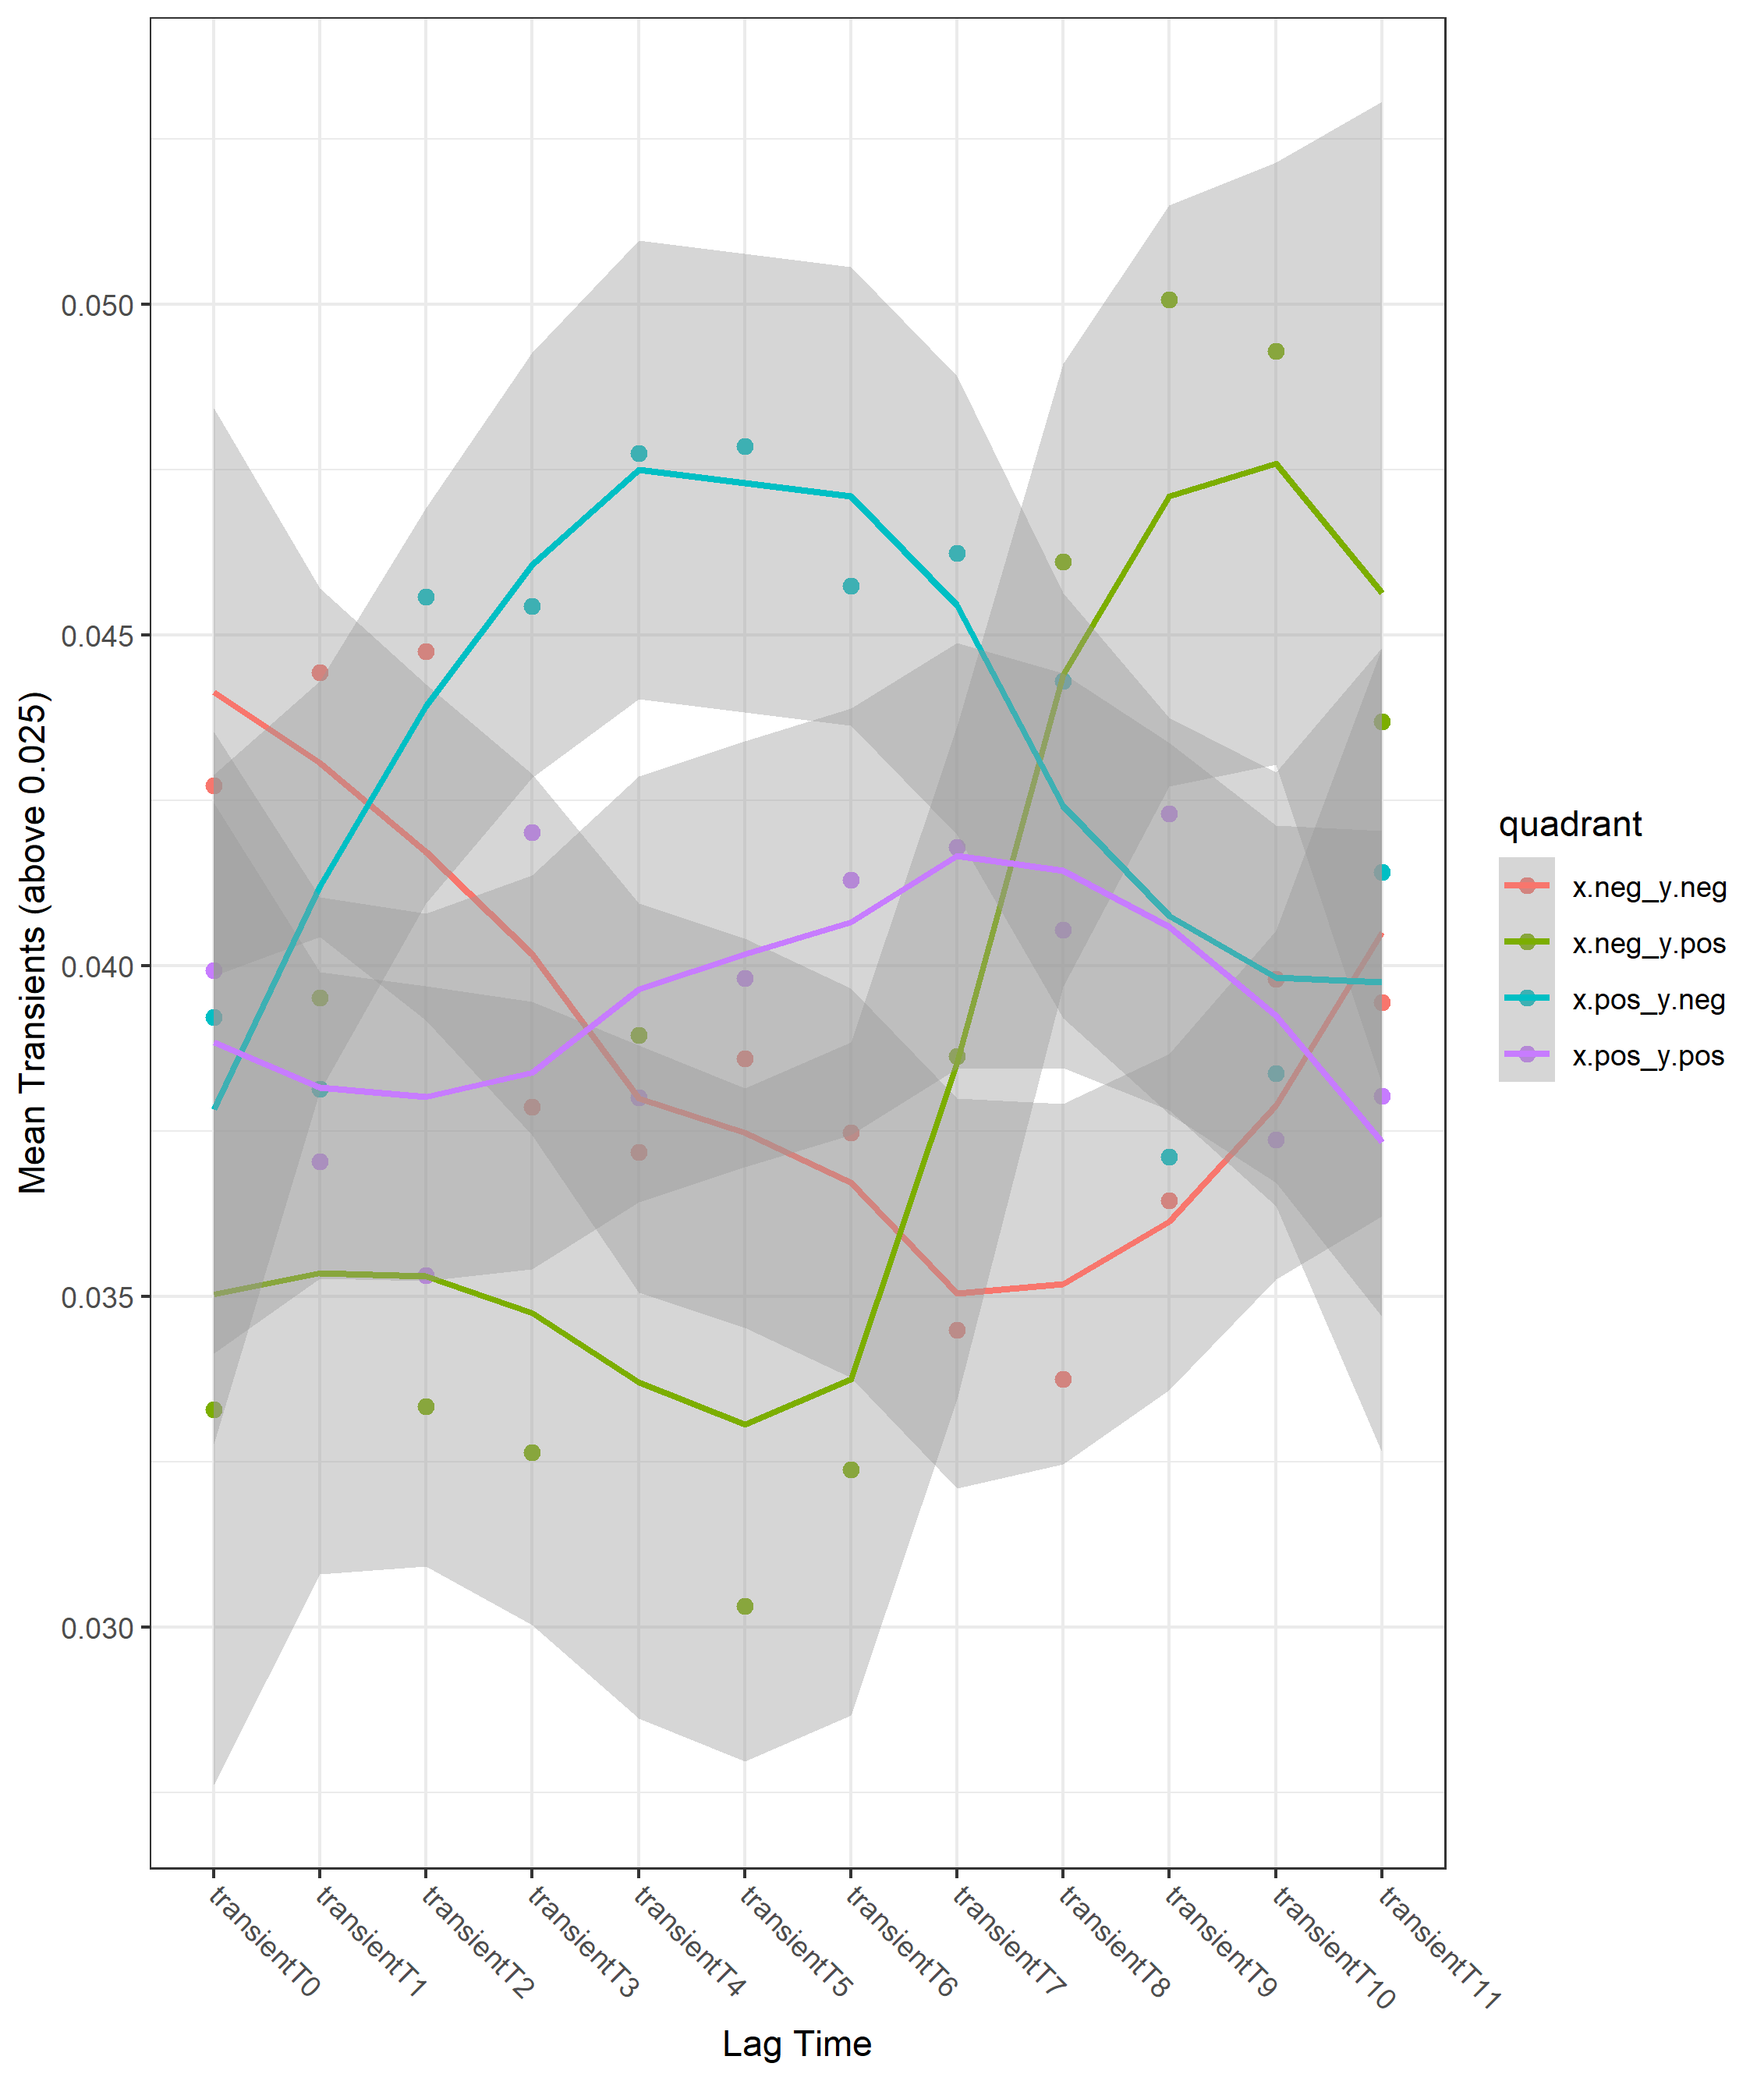 Mean Transients (above 0.025)
0.050
0.045
0.040
0.035
0.030
transientT0
transientT1
transientT2
transientT3
transientT4
transientT5
transientT6
transientT7
transientT8
transientT9
transientT10
transientT11
Lag Time
quadrant
x.neg_y.neg
x.neg_y.pos
x.pos_y.neg
x.pos_y.pos